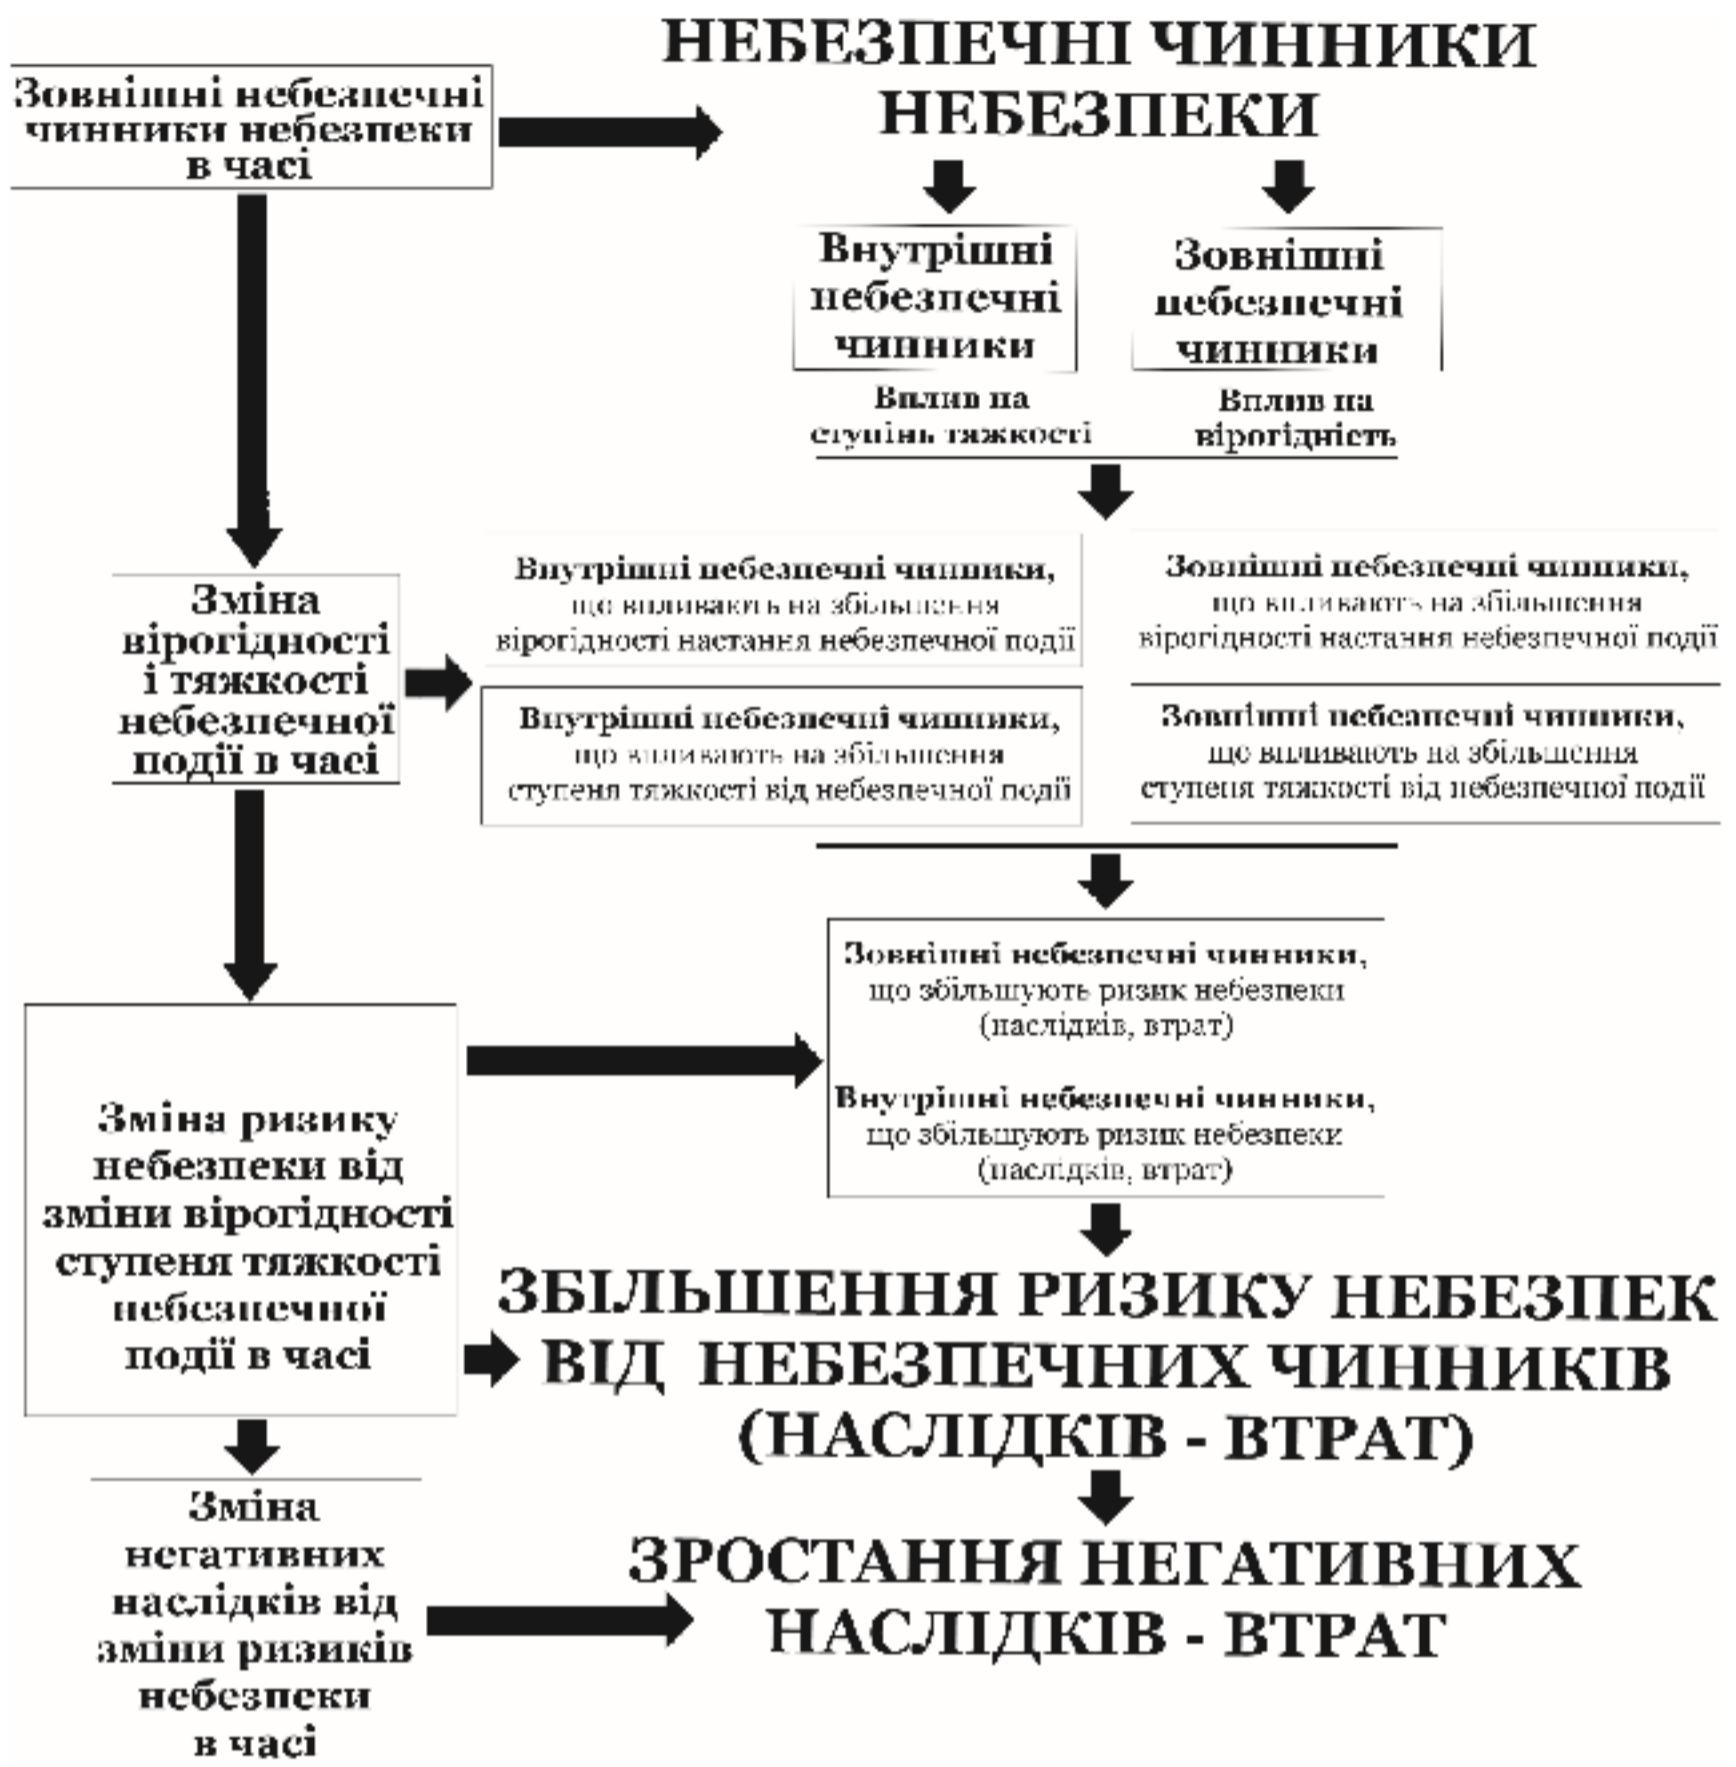 НЕБЕЗПЕЧНІ ЧИННИКИ
НЕБЕЗПЕКИ
Зовнішні небезпечні
чинники небезпеки
в часі
Внутрішні
небезпечні
чинники
Зовнішні
небезпечні
чинники
Вплив на
ступінь тяжкості
Вплив на
вірогідність
Зміна
вірогідності
і тяжкості
небезпечної
події в часі
Внутрішні небезпечні чинники,
що впливають на збільшення
вірогідності настання небезпечної події
Зовнішні небезпечні чинники,
що впливають на збільшення
вірогідності настання небезпечної події
Внутрішні небезпечні чинники,
що впливають на збільшення
ступеня тяжкості від небезпечної події
Зовнішні небезпечні чинники,
що впливають на збільшення
ступеня тяжкості від небезпечної події
Зовнішні небезпечні чинники,
що збільшують ризик небезпеки
(наслідків, втрат)
Внутрішні небезпечні чинники,
що збільшують ризик небезпеки
(наслідків, втрат)
Зміна ризику
небезпеки від
зміни вірогідності
ступеня тяжкості
небезпечної
події в часі
ЗБІЛЬШЕННЯ РИЗИКУ НЕБЕЗПЕК
ВІД НЕБЕЗПЕЧНИХ ЧИННИКІВ
(НАСЛІДКІВ - ВТРАТ)
Зміна
негативних
наслідків від
зміни ризиків
небезпеки
в часі
ЗРОСТАННЯ НЕГАТИВНИХ
НАСЛІДКІВ - ВТРАТ